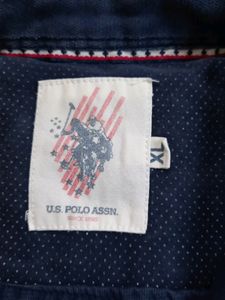 U.S. POLO ASSN.
SINCE 1890
XL